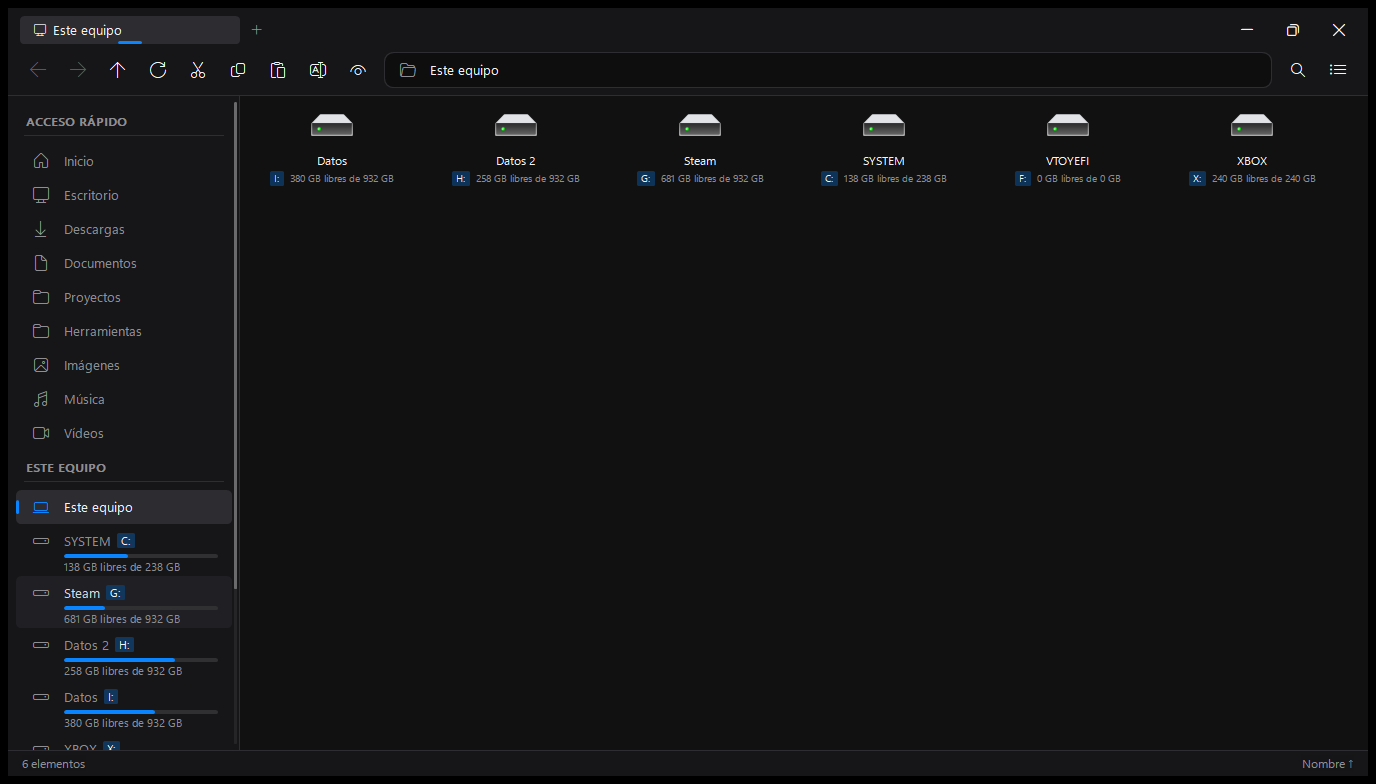 Este equipo
Este equipo
ACCESO RÁPIDO
Inicio
Escritorio
Descargas
Documentos
Proyectos
Herramientas
Imágenes
Música
Vídeos
ESTE EQUIPO
Este equipo
SYSTEM C:
138 GB libres de 238 GB
Steam G:
681 GB libres de 932 GB
Datos 2 H:
258 GB libres de 932 GB
Datos I:
380 GB libres de 932 GB
XBOX X:
Datos
I: 380 GB libres de 932 GB
Datos 2
H: 258 GB libres de 932 GB
Steam
G: 681 GB libres de 932 GB
SYSTEM
C: 138 GB libres de 238 GB
VTOYEFI
F: 0 GB libres de 0 GB
XBOX
X: 240 GB libres de 240 GB
6 elementos
Nombre ↑